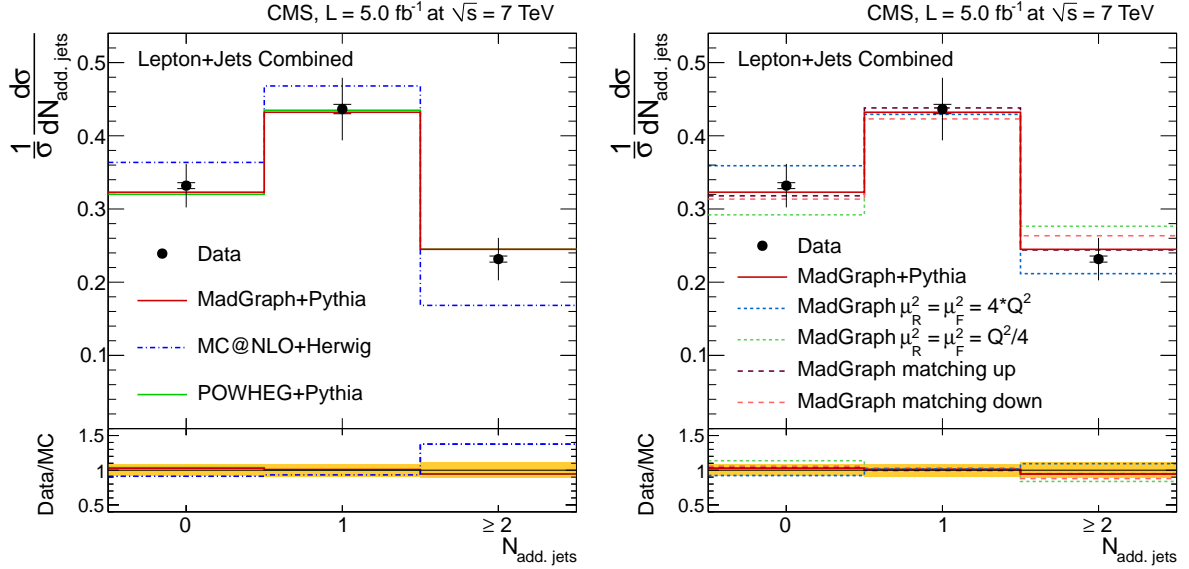 CMS, L = 5.0 fb⁻¹ at √s = 7 TeV
1/σ dσ/dN_add. jets
Lepton+Jets Combined
0.5
0.4
0.3
0.2
0.1
Data
MadGraph+Pythia
MC@NLO+Herwig
POWHEG+Pythia
Data/MC
1.5
1
0.5
0 1 ≥ 2
N_add. jets
CMS, L = 5.0 fb⁻¹ at √s = 7 TeV
1/σ dσ/dN_add. jets
Lepton+Jets Combined
0.5
0.4
0.3
0.2
0.1
Data
MadGraph+Pythia
MadGraph μ_R² = μ_F² = 4*Q²
MadGraph μ_R² = μ_F² = Q²/4
MadGraph matching up
MadGraph matching down
Data/MC
1.5
1
0.5
0 1 ≥ 2
N_add. jets